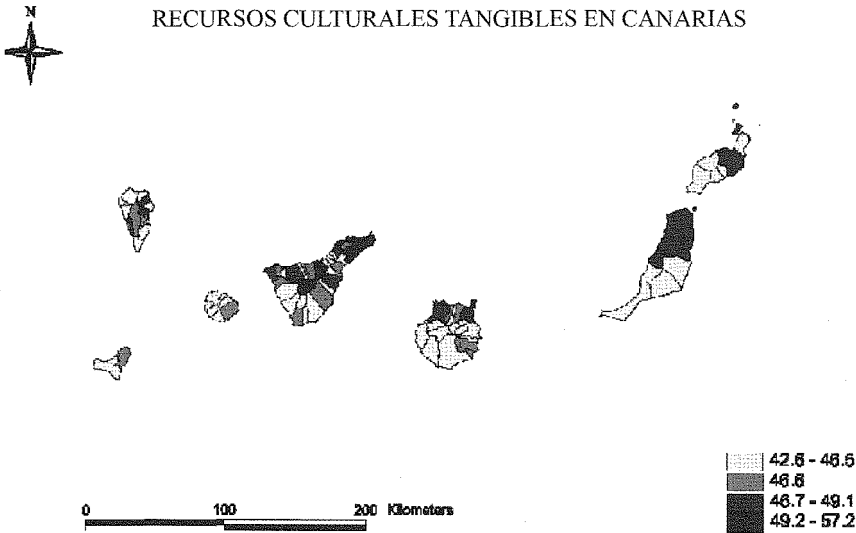 RECURSOS CULTURALES TANGIBLES EN CANARIAS
N
42.6 - 46.5
46.6
46.7 - 49.1
49.2 - 57.2
0 100 200 Kilometers